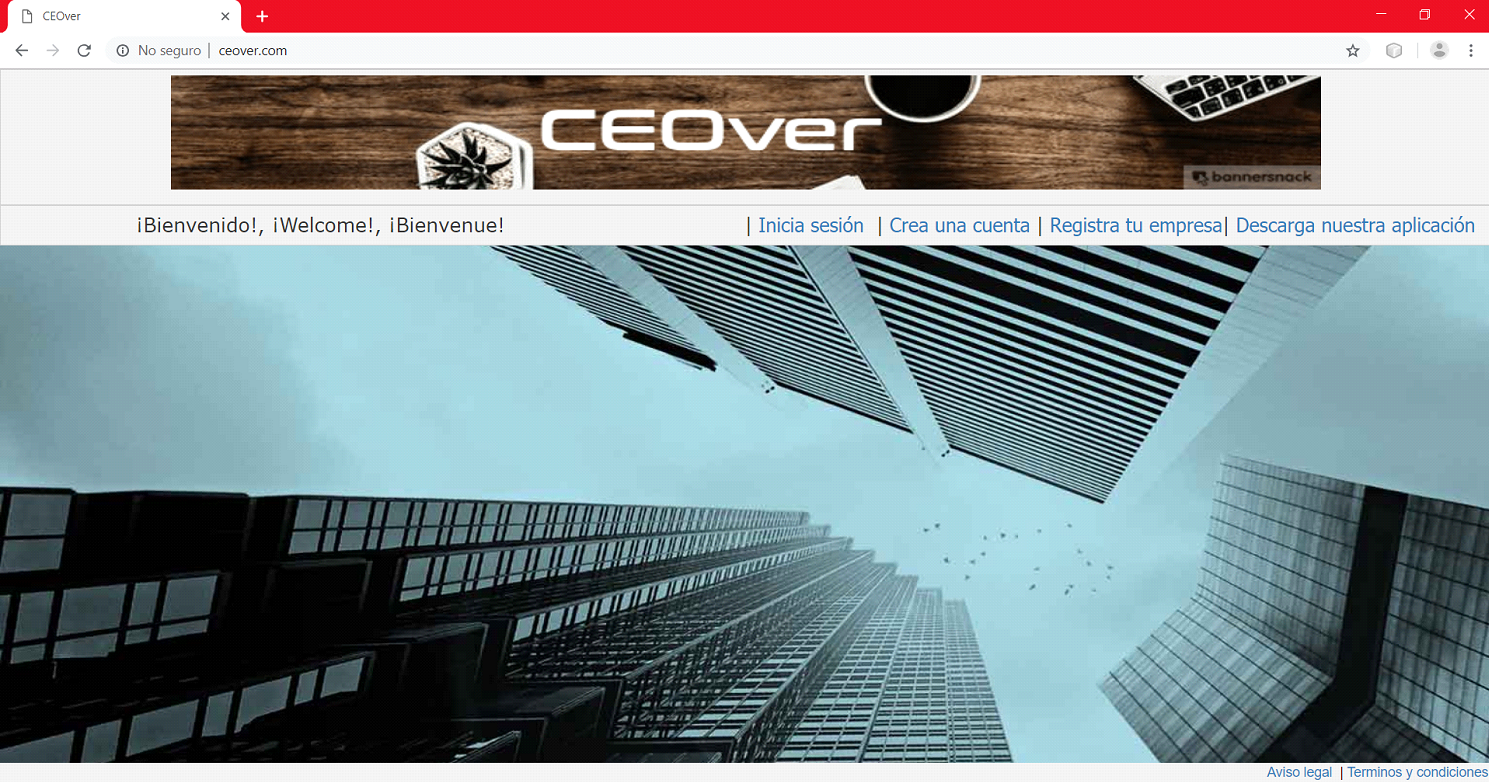 CEOver
No seguro | ceover.com
CEOver
bannersnack
¡Bienvenido!, ¡Welcome!, ¡Bienvenue! | Inicia sesión | Crea una cuenta | Registra tu empresa| Descarga nuestra aplicación
Aviso legal | Terminos y condiciones